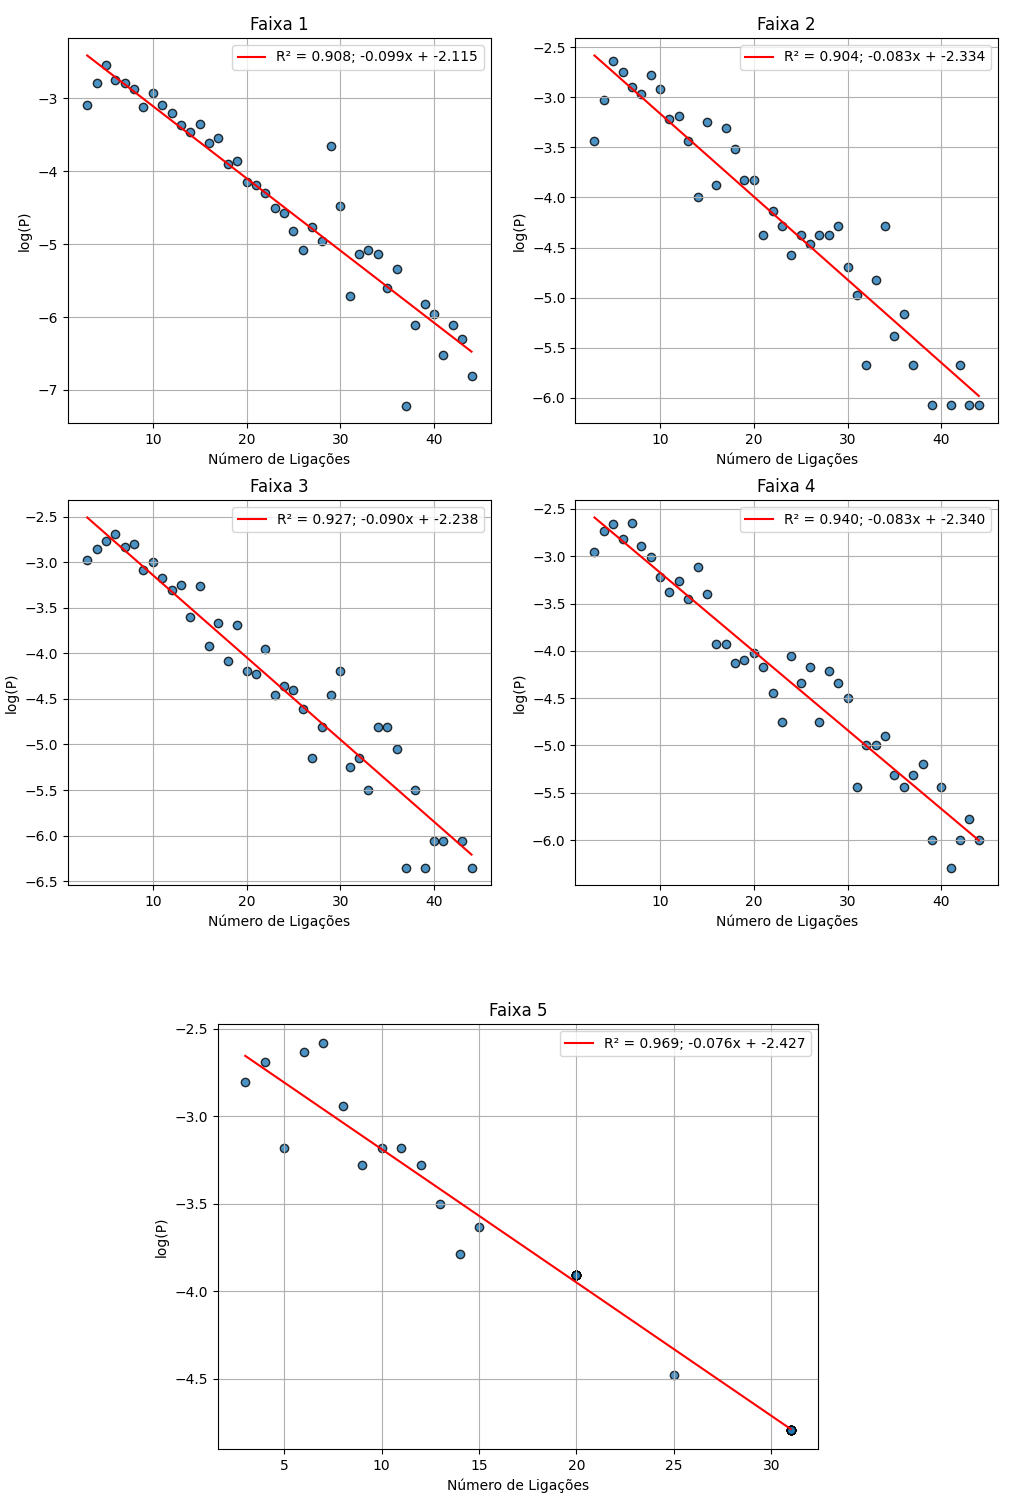 Faixa 1
R² = 0.908; -0.099x + -2.115
−3
−4
−5
−6
−7
log(P)
10 20 30 40
Número de Ligações
Faixa 2
R² = 0.904; -0.083x + -2.334
−2.5
−3.0
−3.5
−4.0
−4.5
−5.0
−5.5
−6.0
log(P)
10 20 30 40
Número de Ligações
Faixa 3
R² = 0.927; -0.090x + -2.238
−2.5
−3.0
−3.5
−4.0
−4.5
−5.0
−5.5
−6.0
−6.5
log(P)
10 20 30 40
Número de Ligações
Faixa 4
R² = 0.940; -0.083x + -2.340
−2.5
−3.0
−3.5
−4.0
−4.5
−5.0
−5.5
−6.0
log(P)
10 20 30 40
Número de Ligações
Faixa 5
R² = 0.969; -0.076x + -2.427
−2.5
−3.0
−3.5
−4.0
−4.5
log(P)
5 10 15 20 25 30
Número de Ligações